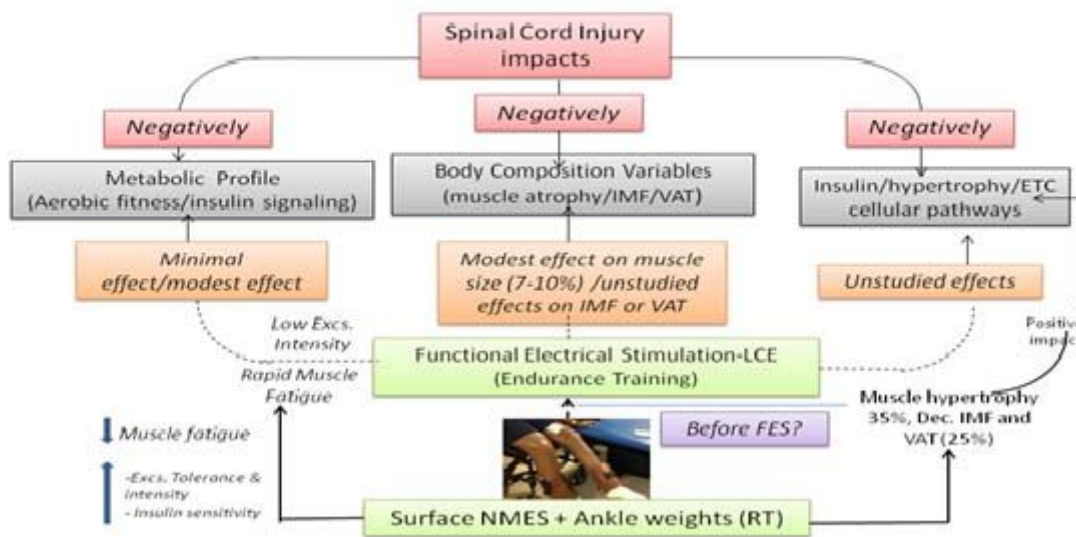 Spinal Cord Injury
impacts
Negatively
Negatively
Negatively
Metabolic Profile
(Aerobic fitness/insulin signaling)
Body Composition Variables
(muscle atrophy/IMF/VAT)
Insulin/hypertrophy/ETC
cellular pathways
Minimal
effect/modest effect
Modest effect on muscle
size (7-10%) /unstudied
effects on IMF or VAT
Unstudied effects
Low Excs.
Intensity
Rapid Muscle
Fatigue
Functional Electrical Stimulation-LCE
(Endurance Training)
Positive
impact
Muscle hypertrophy
35%, Dec. IMF and
VAT (25%)
Before FES?
Muscle fatigue
-Excs. Tolerance &
Intensity
- Insulin sensitivity
Surface NMES + Ankle weights (RT)